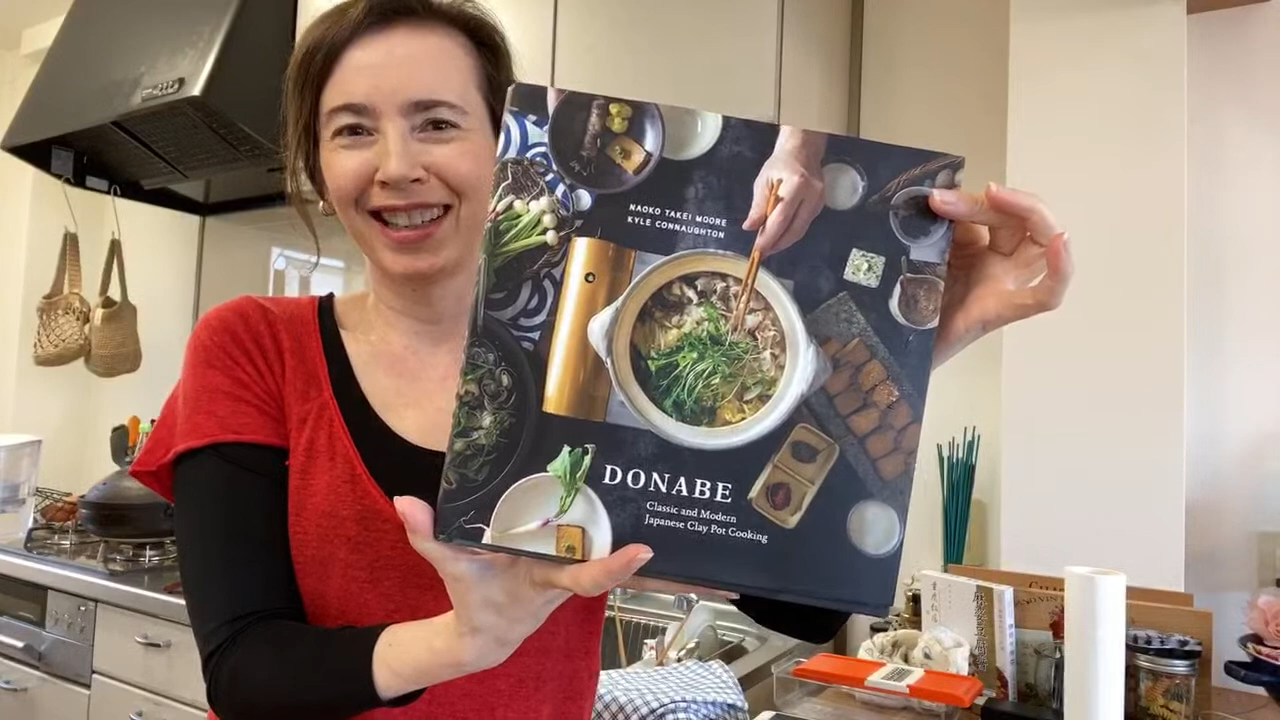 NAOKO TAKEI MOORE
KYLE CONNAUGHTON
DONABE
Classic and Modern
Japanese Clay Pot Cooking